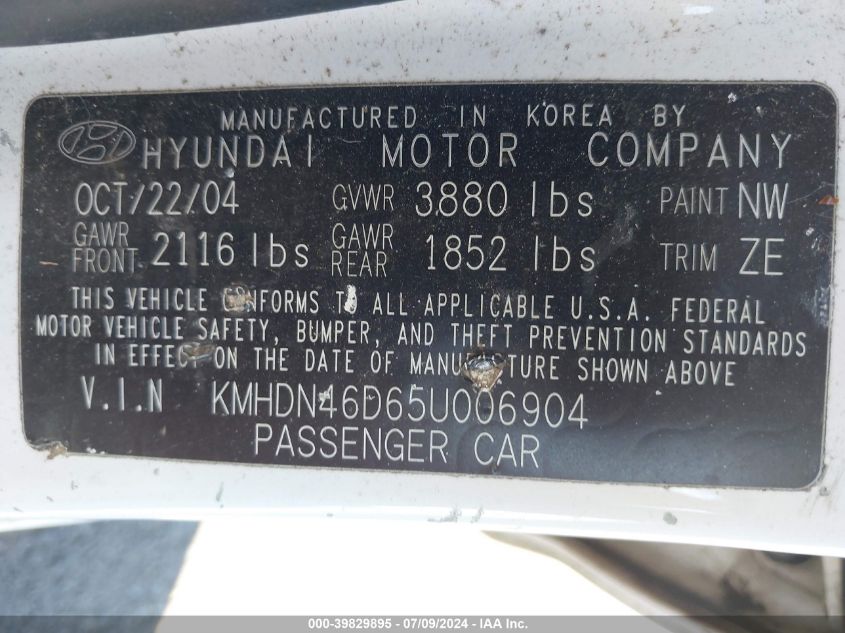 MANUFACTURED IN KOREA BY
HYUNDAI MOTOR COMPANY
OCT/22/04 GVWR 3880 lbs PAINT NW
GAWR FRONT 2116 lbs GAWR REAR 1852 lbs TRIM ZE
THIS VEHICLE CONFORMS TO ALL APPLICABLE U.S.A. FEDERAL
MOTOR VEHICLE SAFETY, BUMPER, AND THEFT PREVENTION STANDARDS
IN EFFECT ON THE DATE OF MANUFACTURE SHOWN ABOVE
V.I.N KMHDN46D65U006904
PASSENGER CAR
000-39829895 - 07/09/2024 - IAA Inc.